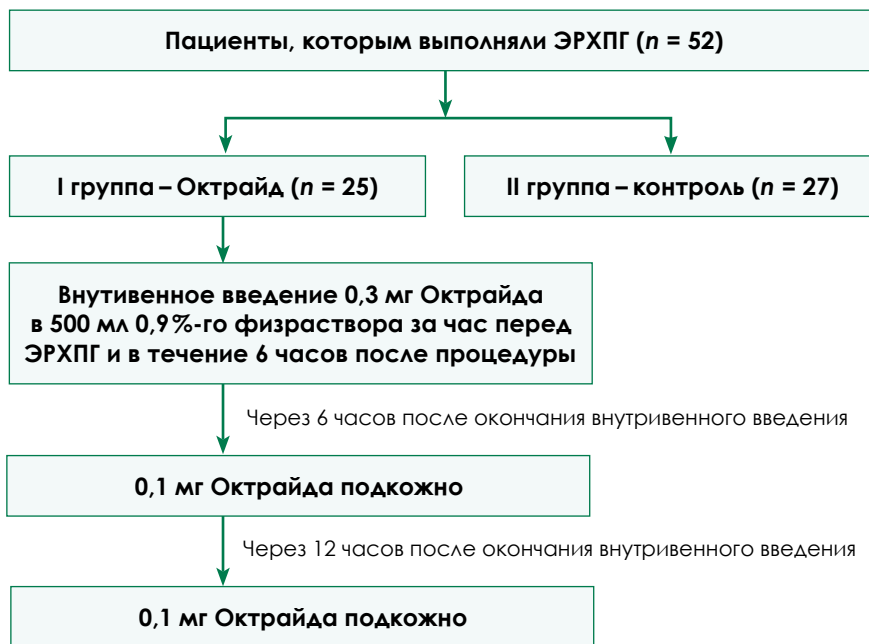 Пациенты, которым выполняли ЭРХПГ (n = 52)
I группа – Октрайд (n = 25)
II группа – контроль (n = 27)
Внутивенное введение 0,3 мг Октрайда
в 500 мл 0,9%-го физраствора за час перед
ЭРХПГ и в течение 6 часов после процедуры
Через 6 часов после окончания внутривенного введения
0,1 мг Октрайда подкожно
Через 12 часов после окончания внутривенного введения
0,1 мг Октрайда подкожно